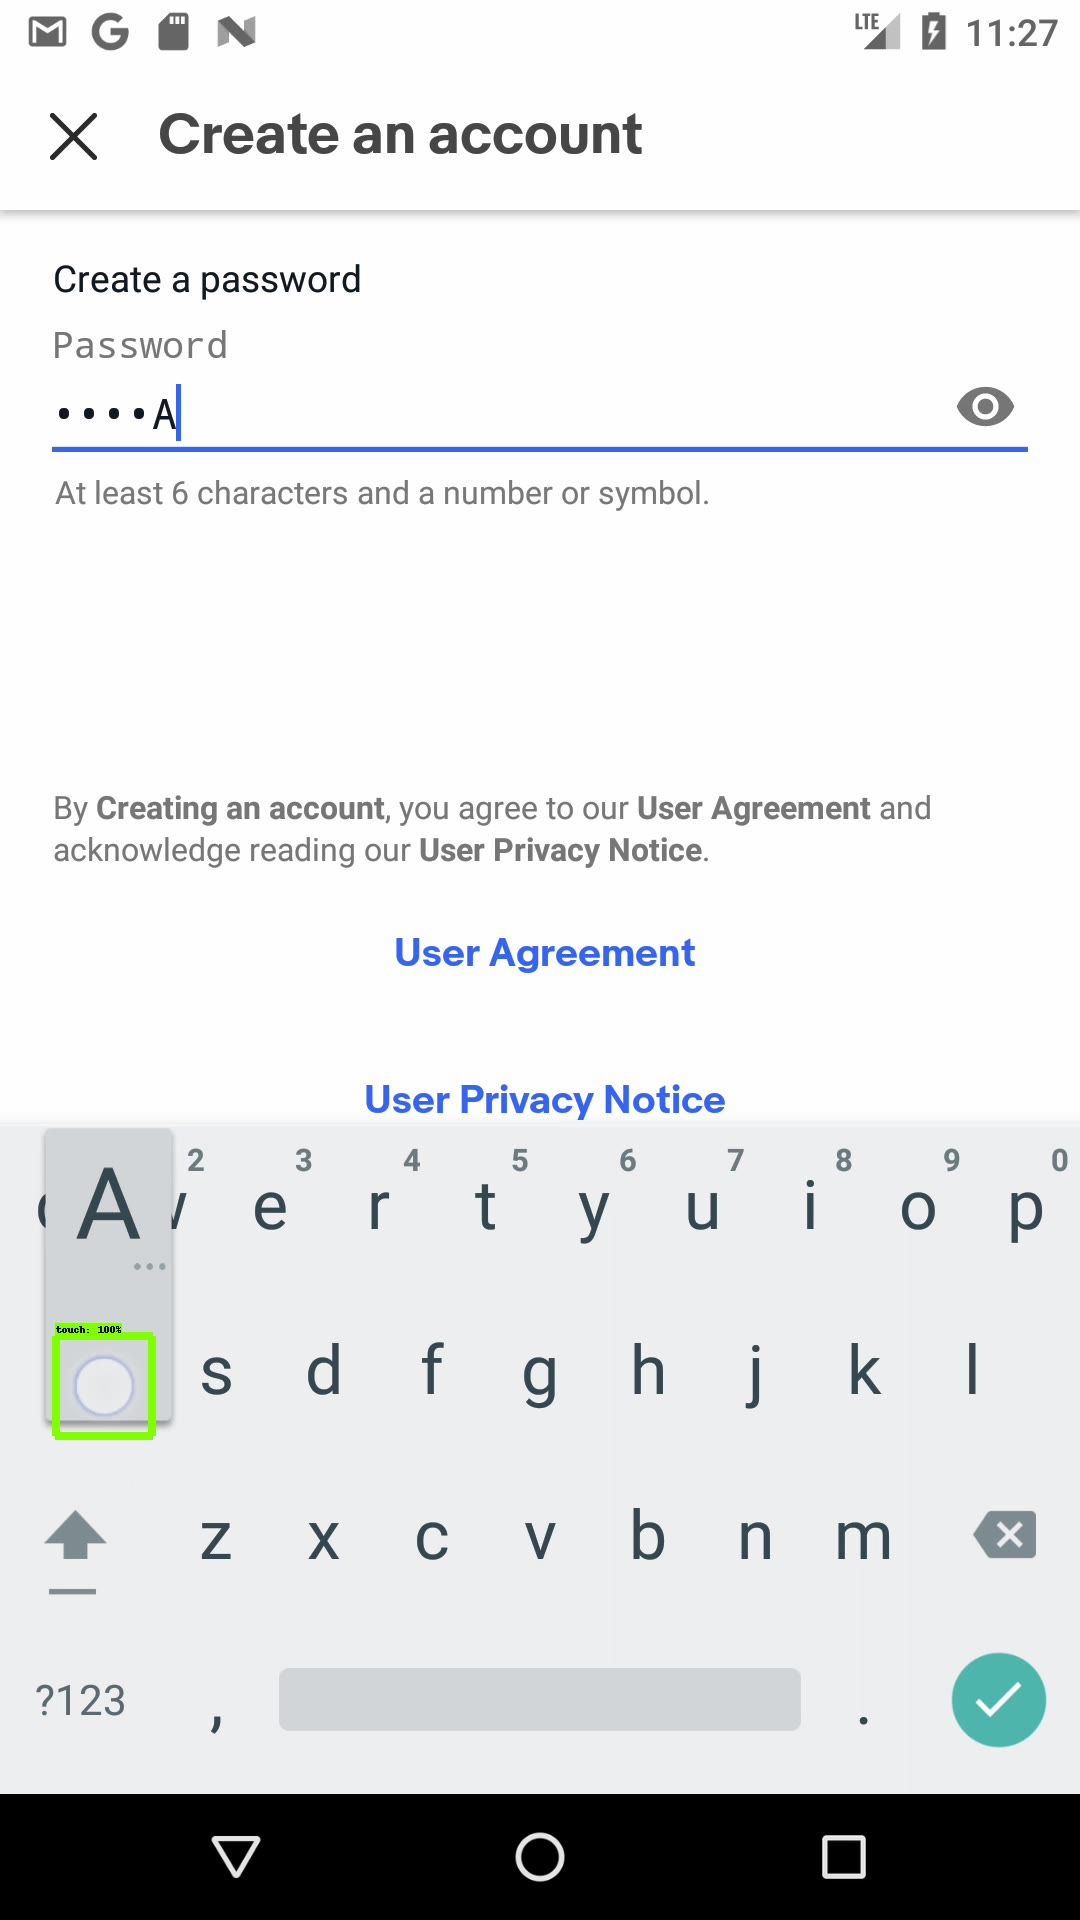 LTE 11:27
Create an account
Create a password
Password
••••A
At least 6 characters and a number or symbol.
By Creating an account, you agree to our User Agreement and
acknowledge reading our User Privacy Notice.
User Agreement
User Privacy Notice
2 3 4 5 6 7 8 9 0
A e r t y u i o p
touch: 100%
s d f g h j k l
z x c v b n m
?123 , .